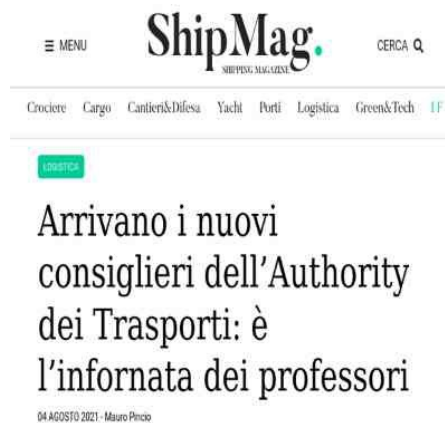 ≡ MENU
ShipMag.
SHIPPING MAGAZINE
CERCA
Crociere Cargo Cantieri&Difesa Yacht Porti Logistica Green&Tech I F
LOGISTICA
Arrivano i nuovi
consiglieri dell’Authority
dei Trasporti: è
l’infornata dei professori
04 AGOSTO 2021 - Mauro Pincio